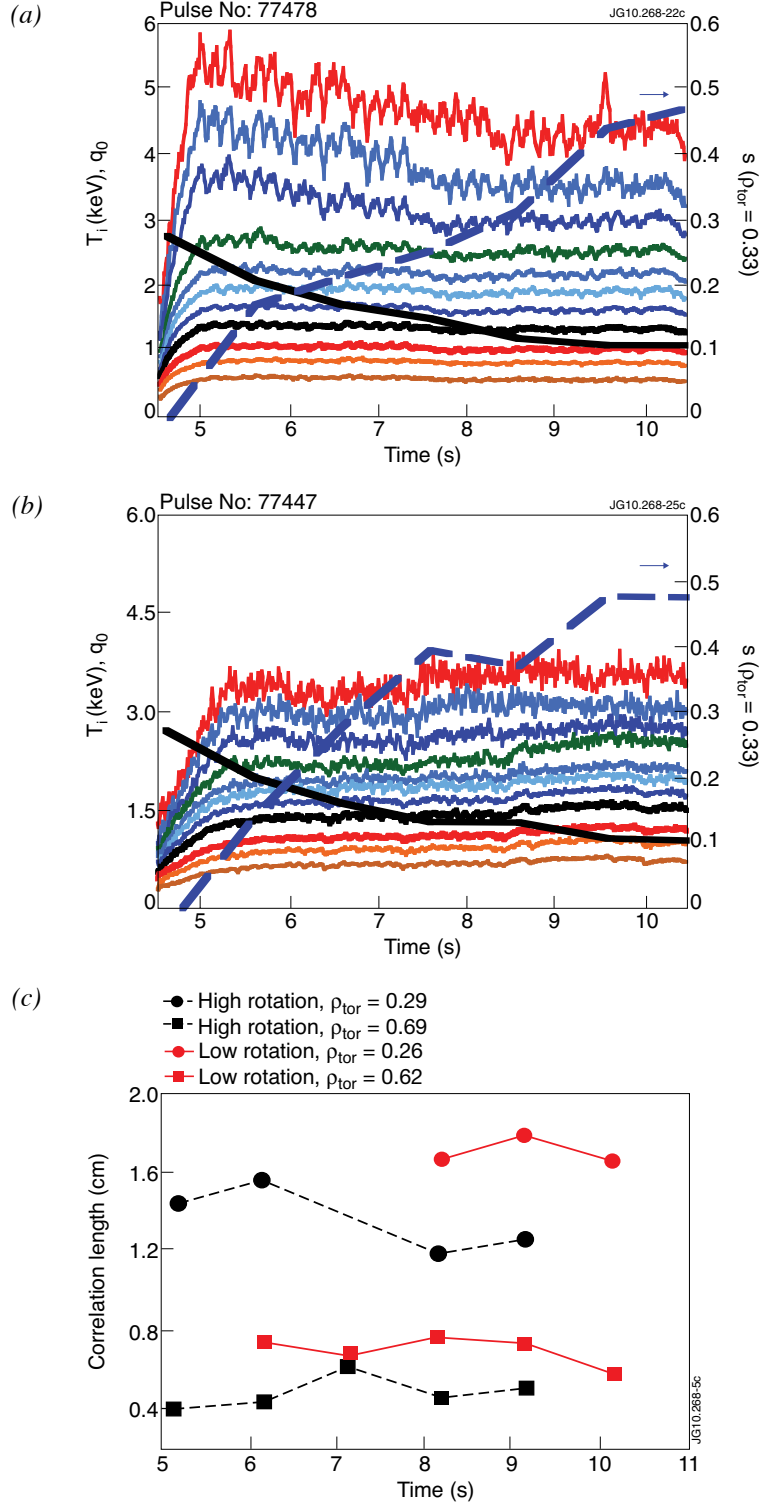 (a)
Pulse No: 77478
JG10.268-22c
6
5
4
3
2
1
0
T_i (keV), q_0
0.6
0.5
0.4
0.3
0.2
0.1
0
s (ρ_tor = 0.33)
5 6 7 8 9 10
Time (s)
(b)
Pulse No: 77447
JG10.268-25c
6.0
4.5
3.0
1.5
0
T_i (keV), q_0
0.6
0.5
0.4
0.3
0.2
0.1
0
s (ρ_tor = 0.33)
5 6 7 8 9 10
Time (s)
(c)
High rotation, ρ_tor = 0.29
High rotation, ρ_tor = 0.69
Low rotation, ρ_tor = 0.26
Low rotation, ρ_tor = 0.62
2.0
1.6
1.2
0.8
0.4
Correlation length (cm)
JG10.268-5c
5 6 7 8 9 10 11
Time (s)